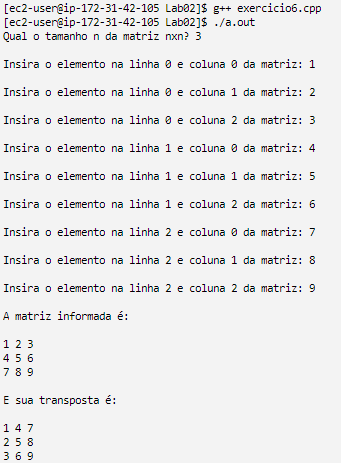 [ec2-user@ip-172-31-42-105 Lab02]$ g++ exercicio6.cpp
[ec2-user@ip-172-31-42-105 Lab02]$ ./a.out
Qual o tamanho n da matriz nxn? 3
Insira o elemento na linha 0 e coluna 0 da matriz: 1
Insira o elemento na linha 0 e coluna 1 da matriz: 2
Insira o elemento na linha 0 e coluna 2 da matriz: 3
Insira o elemento na linha 1 e coluna 0 da matriz: 4
Insira o elemento na linha 1 e coluna 1 da matriz: 5
Insira o elemento na linha 1 e coluna 2 da matriz: 6
Insira o elemento na linha 2 e coluna 0 da matriz: 7
Insira o elemento na linha 2 e coluna 1 da matriz: 8
Insira o elemento na linha 2 e coluna 2 da matriz: 9
A matriz informada é:
1 2 3
4 5 6
7 8 9
E sua transposta é:
1 4 7
2 5 8
3 6 9